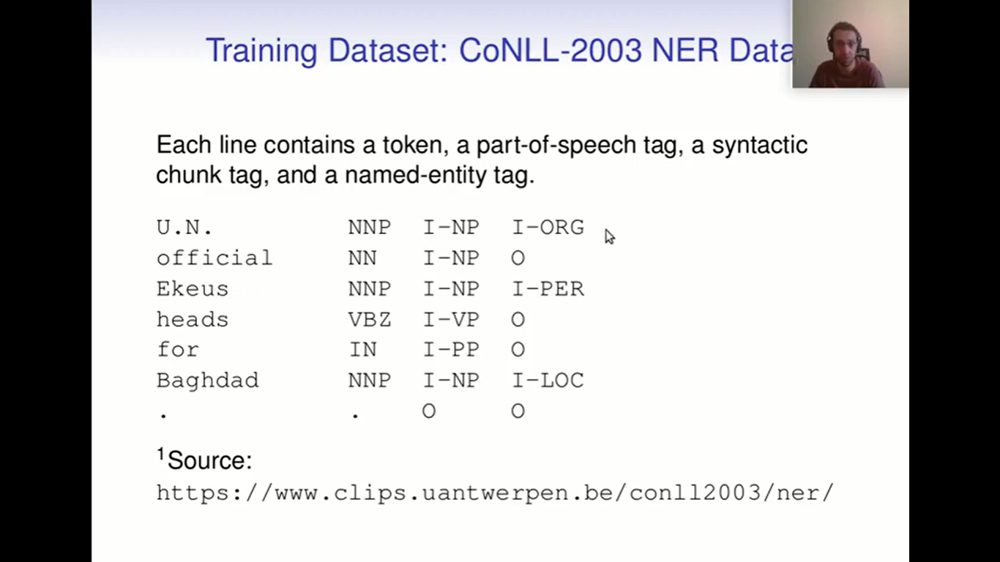 Training Dataset: CoNLL-2003 NER Data
Each line contains a token, a part-of-speech tag, a syntactic
chunk tag, and a named-entity tag.
U.N. NNP I-NP I-ORG
official NN I-NP O
Ekeus NNP I-NP I-PER
heads VBZ I-VP O
for IN I-PP O
Baghdad NNP I-NP I-LOC
. . O O
1Source:
https://www.clips.uantwerpen.be/conll2003/ner/